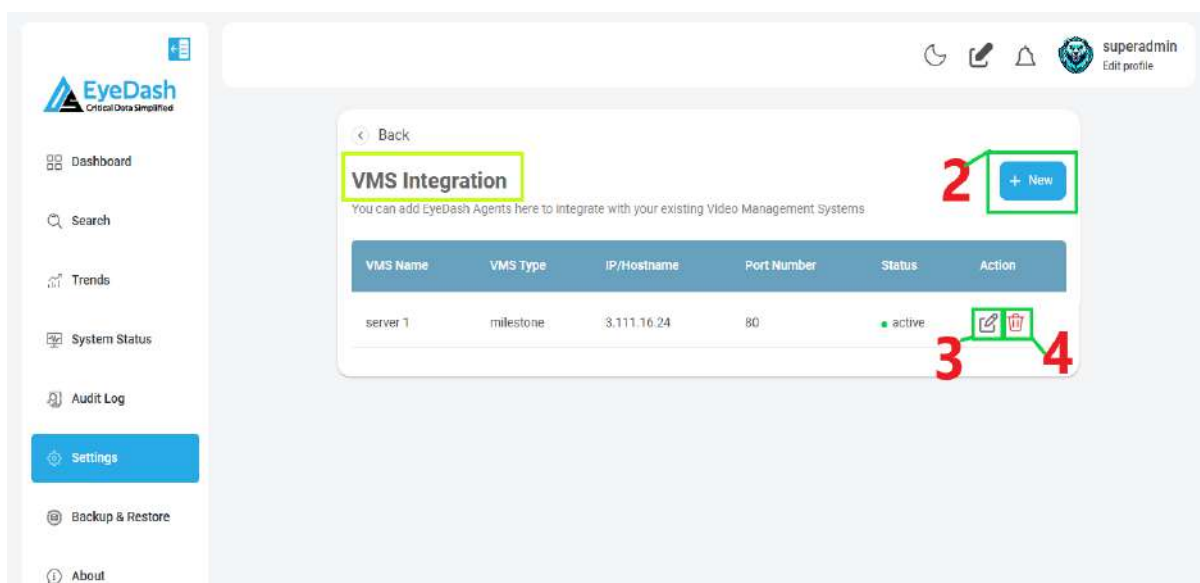 superadmin
Edit profile
EyeDash
Critical Data Simplified
Dashboard
Search
Trends
System Status
Audit Log
Settings
Backup & Restore
About
Back
VMS Integration
2
+ New
You can add EyeDash Agents here to integrate with your existing Video Management Systems
VMS Name VMS Type IP/Hostname Port Number Status Action
server 1 milestone 3.111.16.24 80 active
3 4